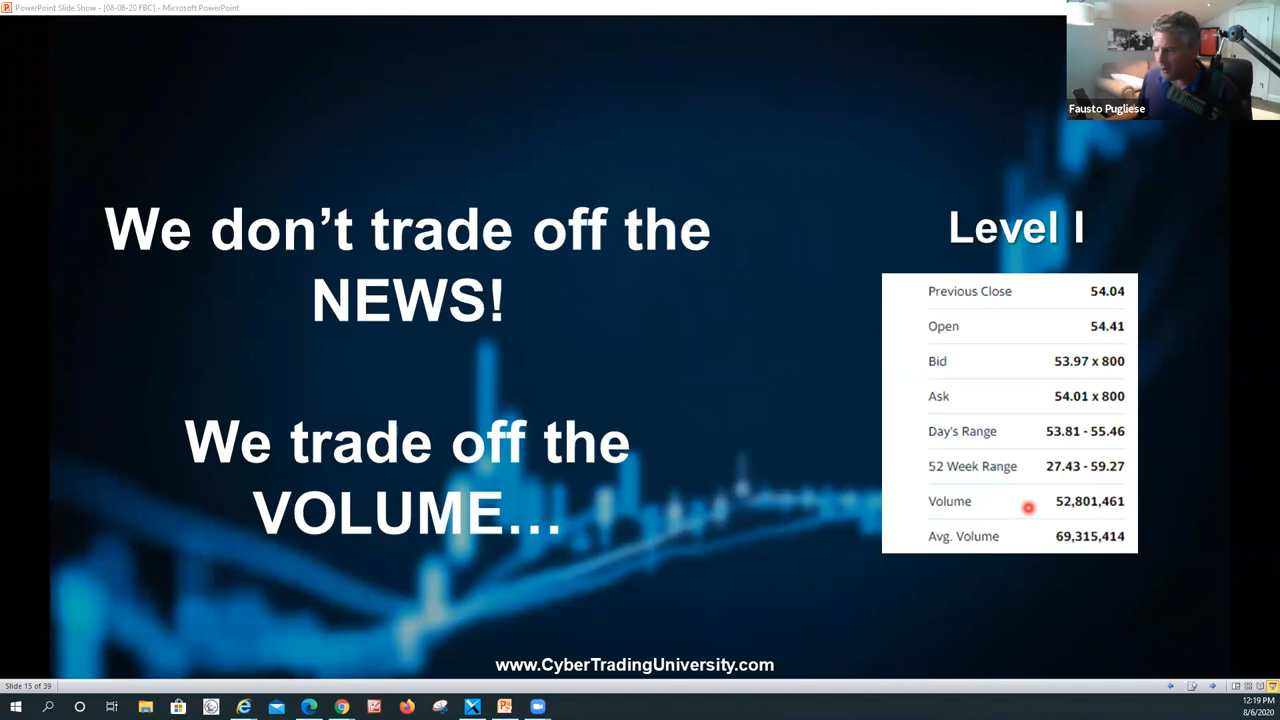 PowerPoint Slide Show - [08-06-20 FBC] - Microsoft PowerPoint
Fausto Pugliese
We don't trade off the
NEWS!
We trade off the
VOLUME...
Level I
Previous Close 54.04
Open 54.41
Bid 53.97 x 800
Ask 54.01 x 800
Day's Range 53.81 - 55.46
52 Week Range 27.43 - 59.27
Volume 52,801,461
Avg. Volume 69,315,414
www.CyberTradingUniversity.com
Slide 15 of 39
12:19 PM
8/6/2020